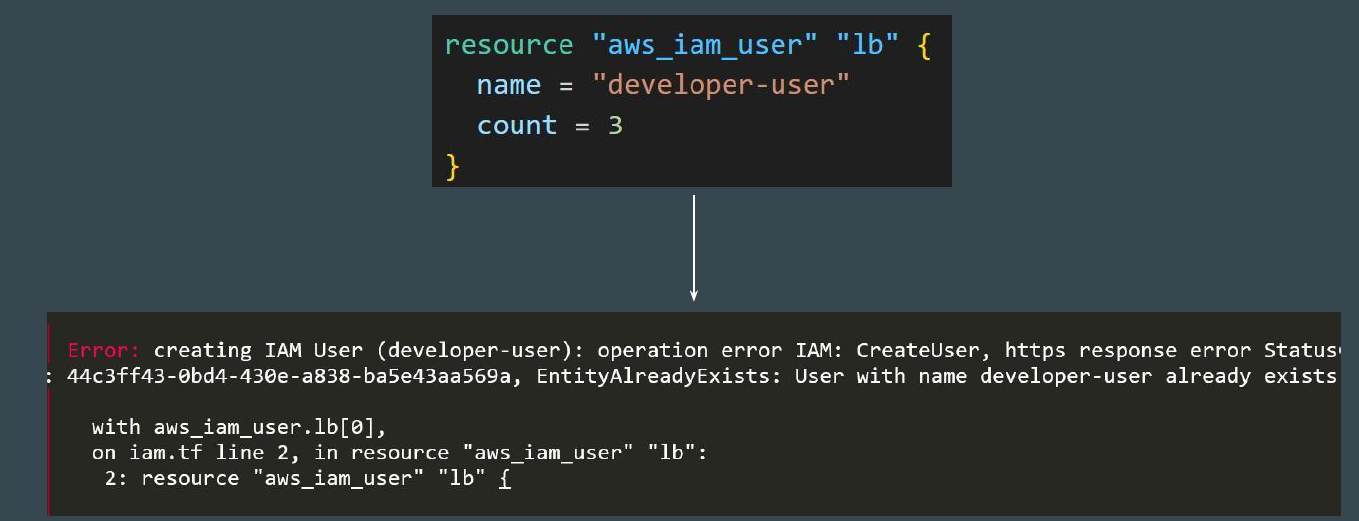 resource "aws_iam_user" "lb" {
name = "developer-user"
count = 3
}
Error: creating IAM User (developer-user): operation error IAM: CreateUser, https response error Status
: 44c3ff43-0bd4-430e-a838-ba5e43aa569a, EntityAlreadyExists: User with name developer-user already exists
with aws_iam_user.lb[0],
on iam.tf line 2, in resource "aws_iam_user" "lb":
2: resource "aws_iam_user" "lb" {